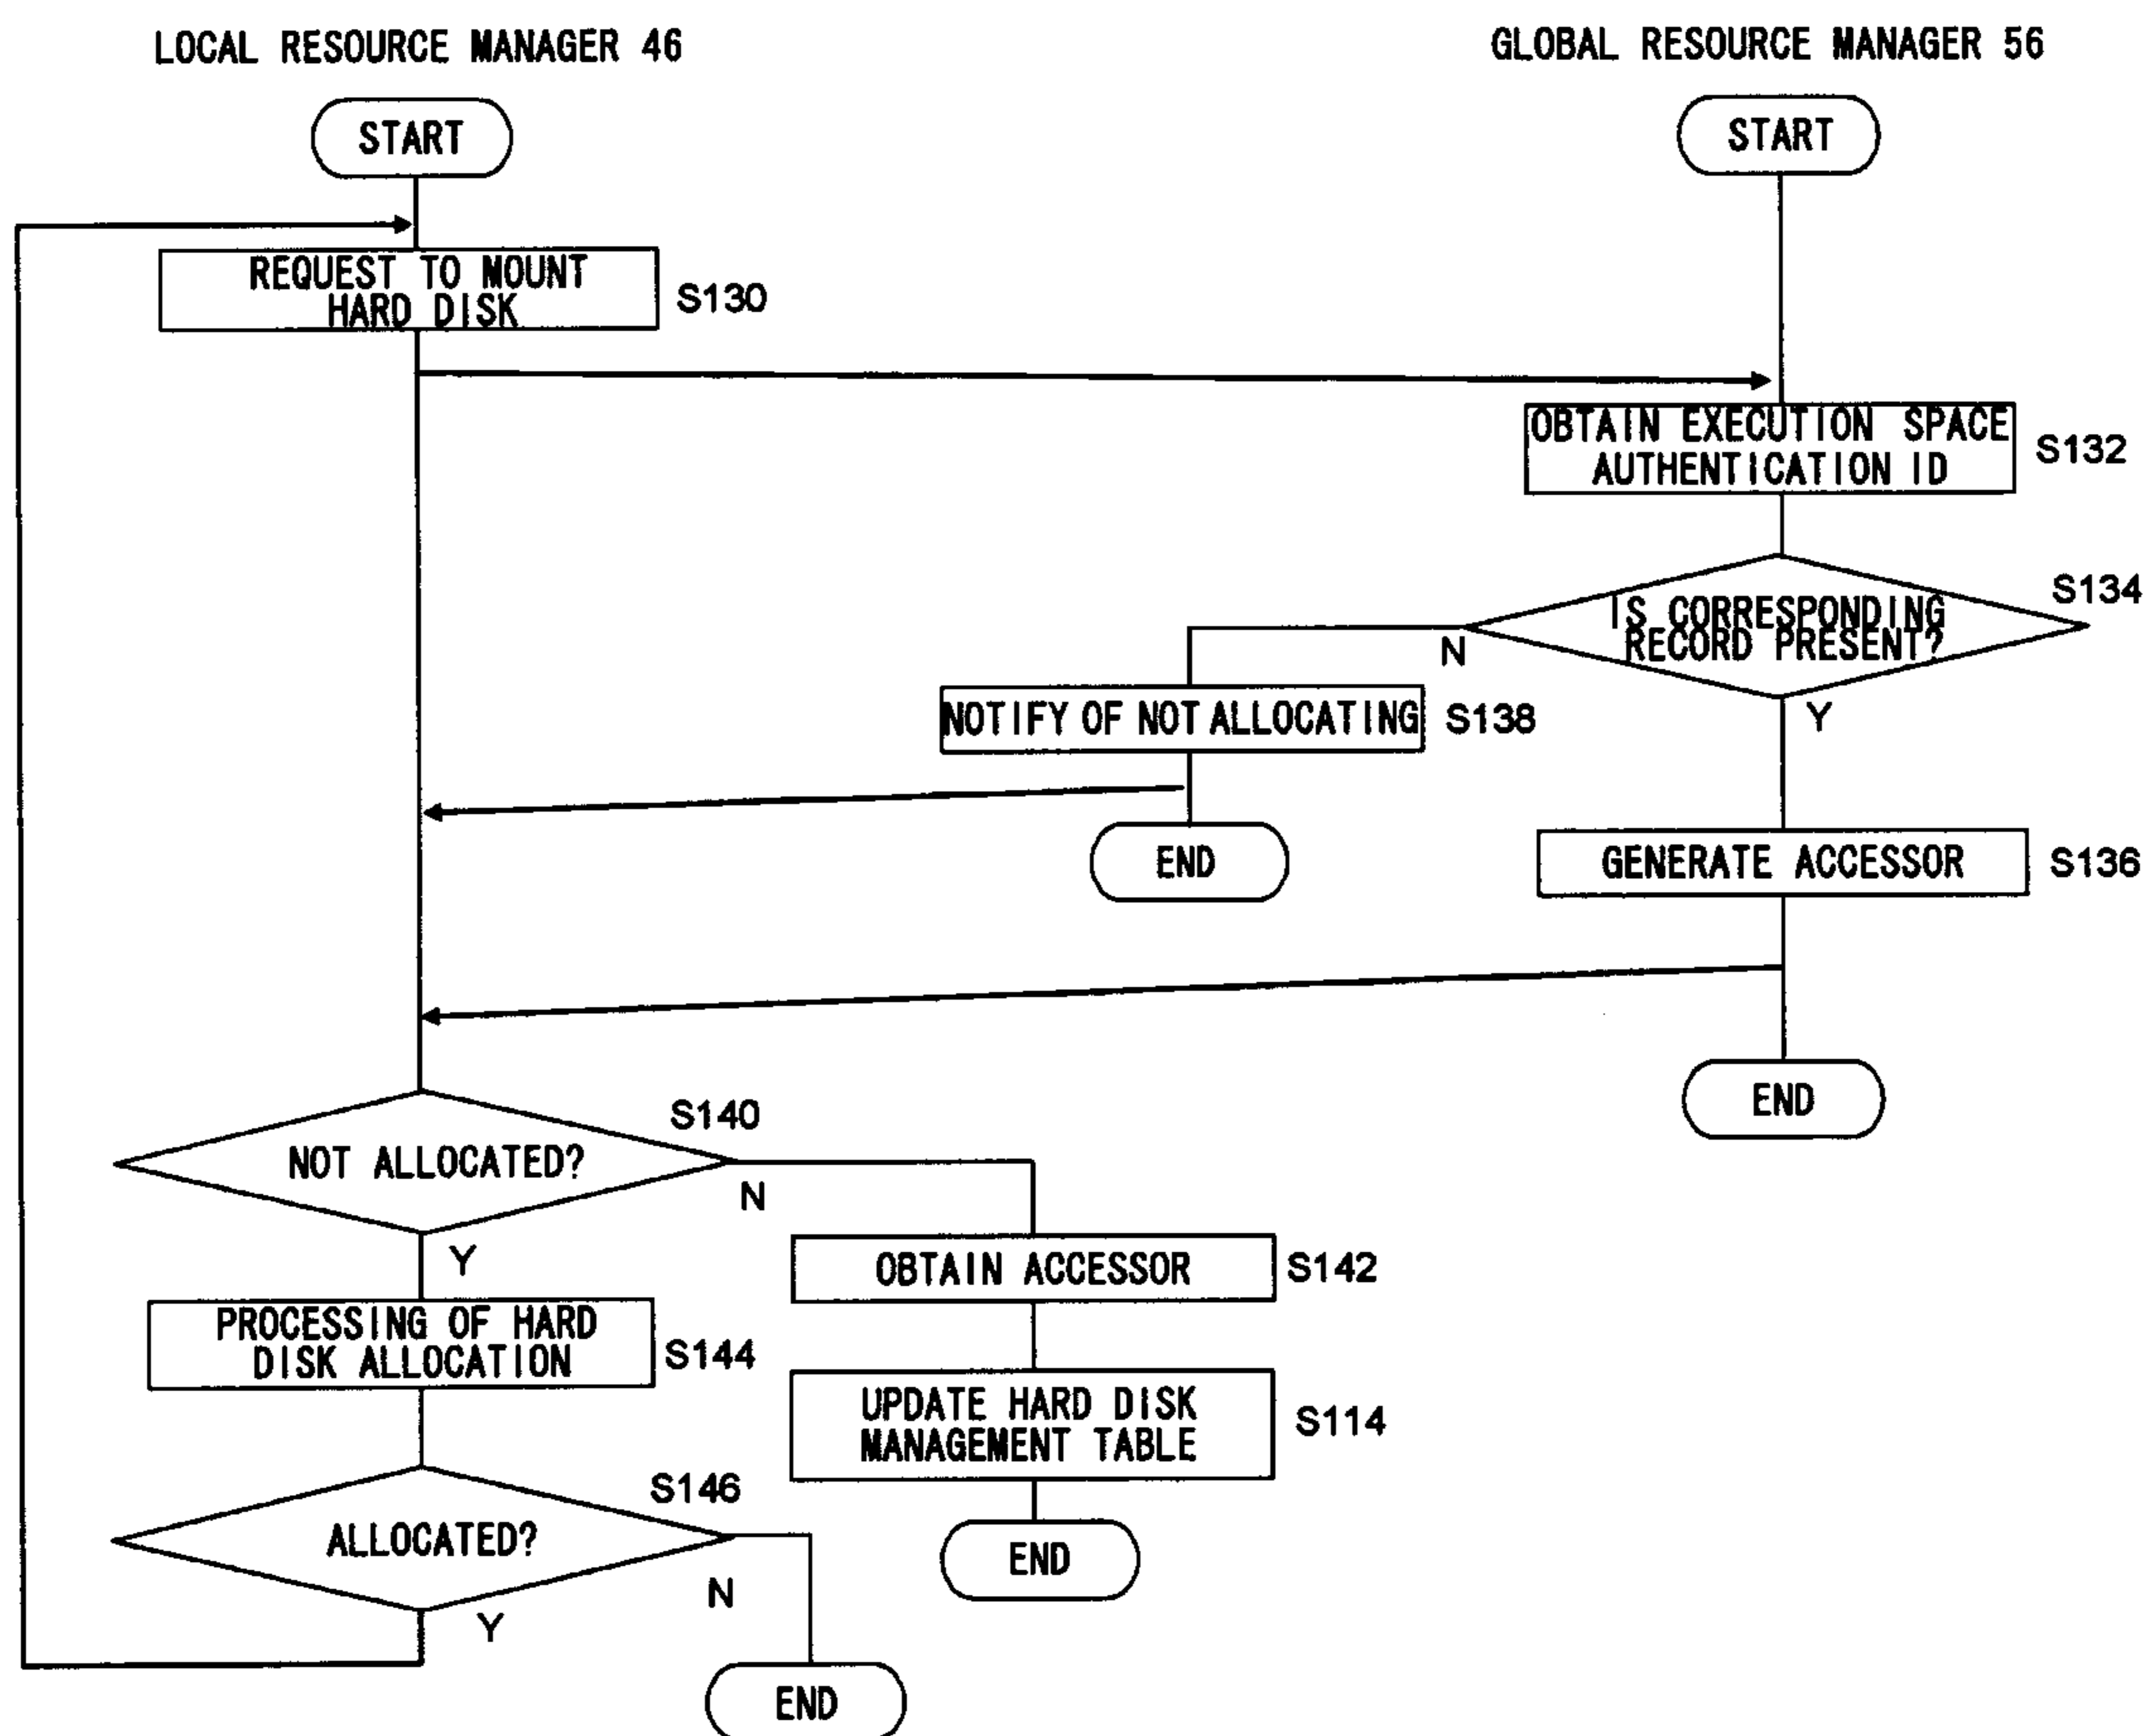 LOCAL RESOURCE MANAGER 46
GLOBAL RESOURCE MANAGER 56
START
START
REQUEST TO MOUNT
HARD DISK
S130
OBTAIN EXECUTION SPACE
AUTHENTICATION ID
S132
S134
IS CORRESPONDING
RECORD PRESENT?
N
Y
NOTIFY OF NOT ALLOCATING
S138
END
GENERATE ACCESSOR
S136
END
S140
NOT ALLOCATED?
N
Y
OBTAIN ACCESSOR
S142
PROCESSING OF HARD
DISK ALLOCATION
S144
UPDATE HARD DISK
MANAGEMENT TABLE
S114
S146
ALLOCATED?
N
Y
END
END